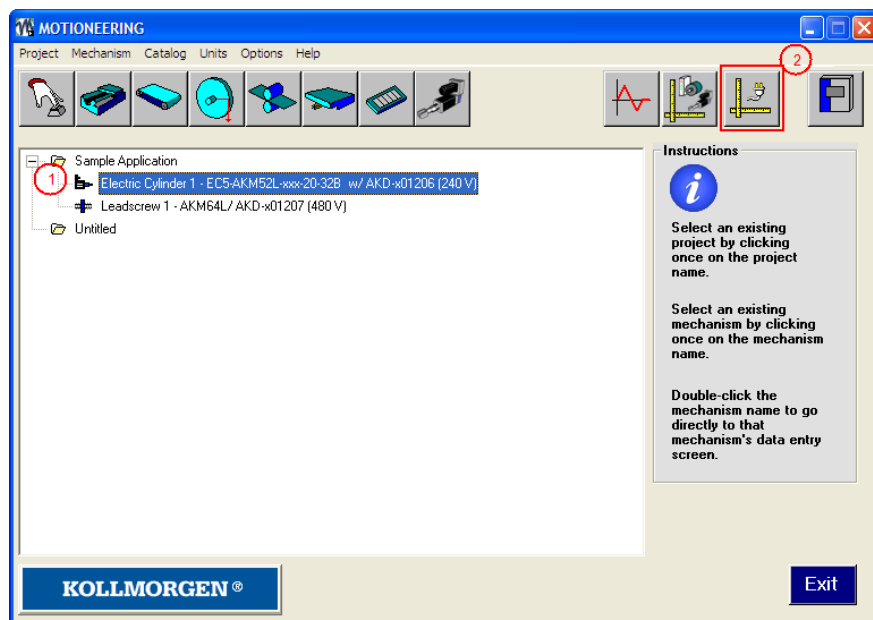 MOTIONEERING
Project Mechanism Catalog Units Options Help
2
Sample Application
1
Electric Cylinder 1 - EC5-AKM52L-xxx-20-32B w/ AKD-x01206 (240 V)
Leadscrew 1 - AKM64L/ AKD-x01207 (480 V)
Untitled
Instructions
i
Select an existing
project by clicking
once on the project
name.
Select an existing
mechanism by clicking
once on the mechanism
name.
Double-click the
mechanism name to go
directly to that
mechanism's data entry
screen.
KOLLMORGEN ®
Exit